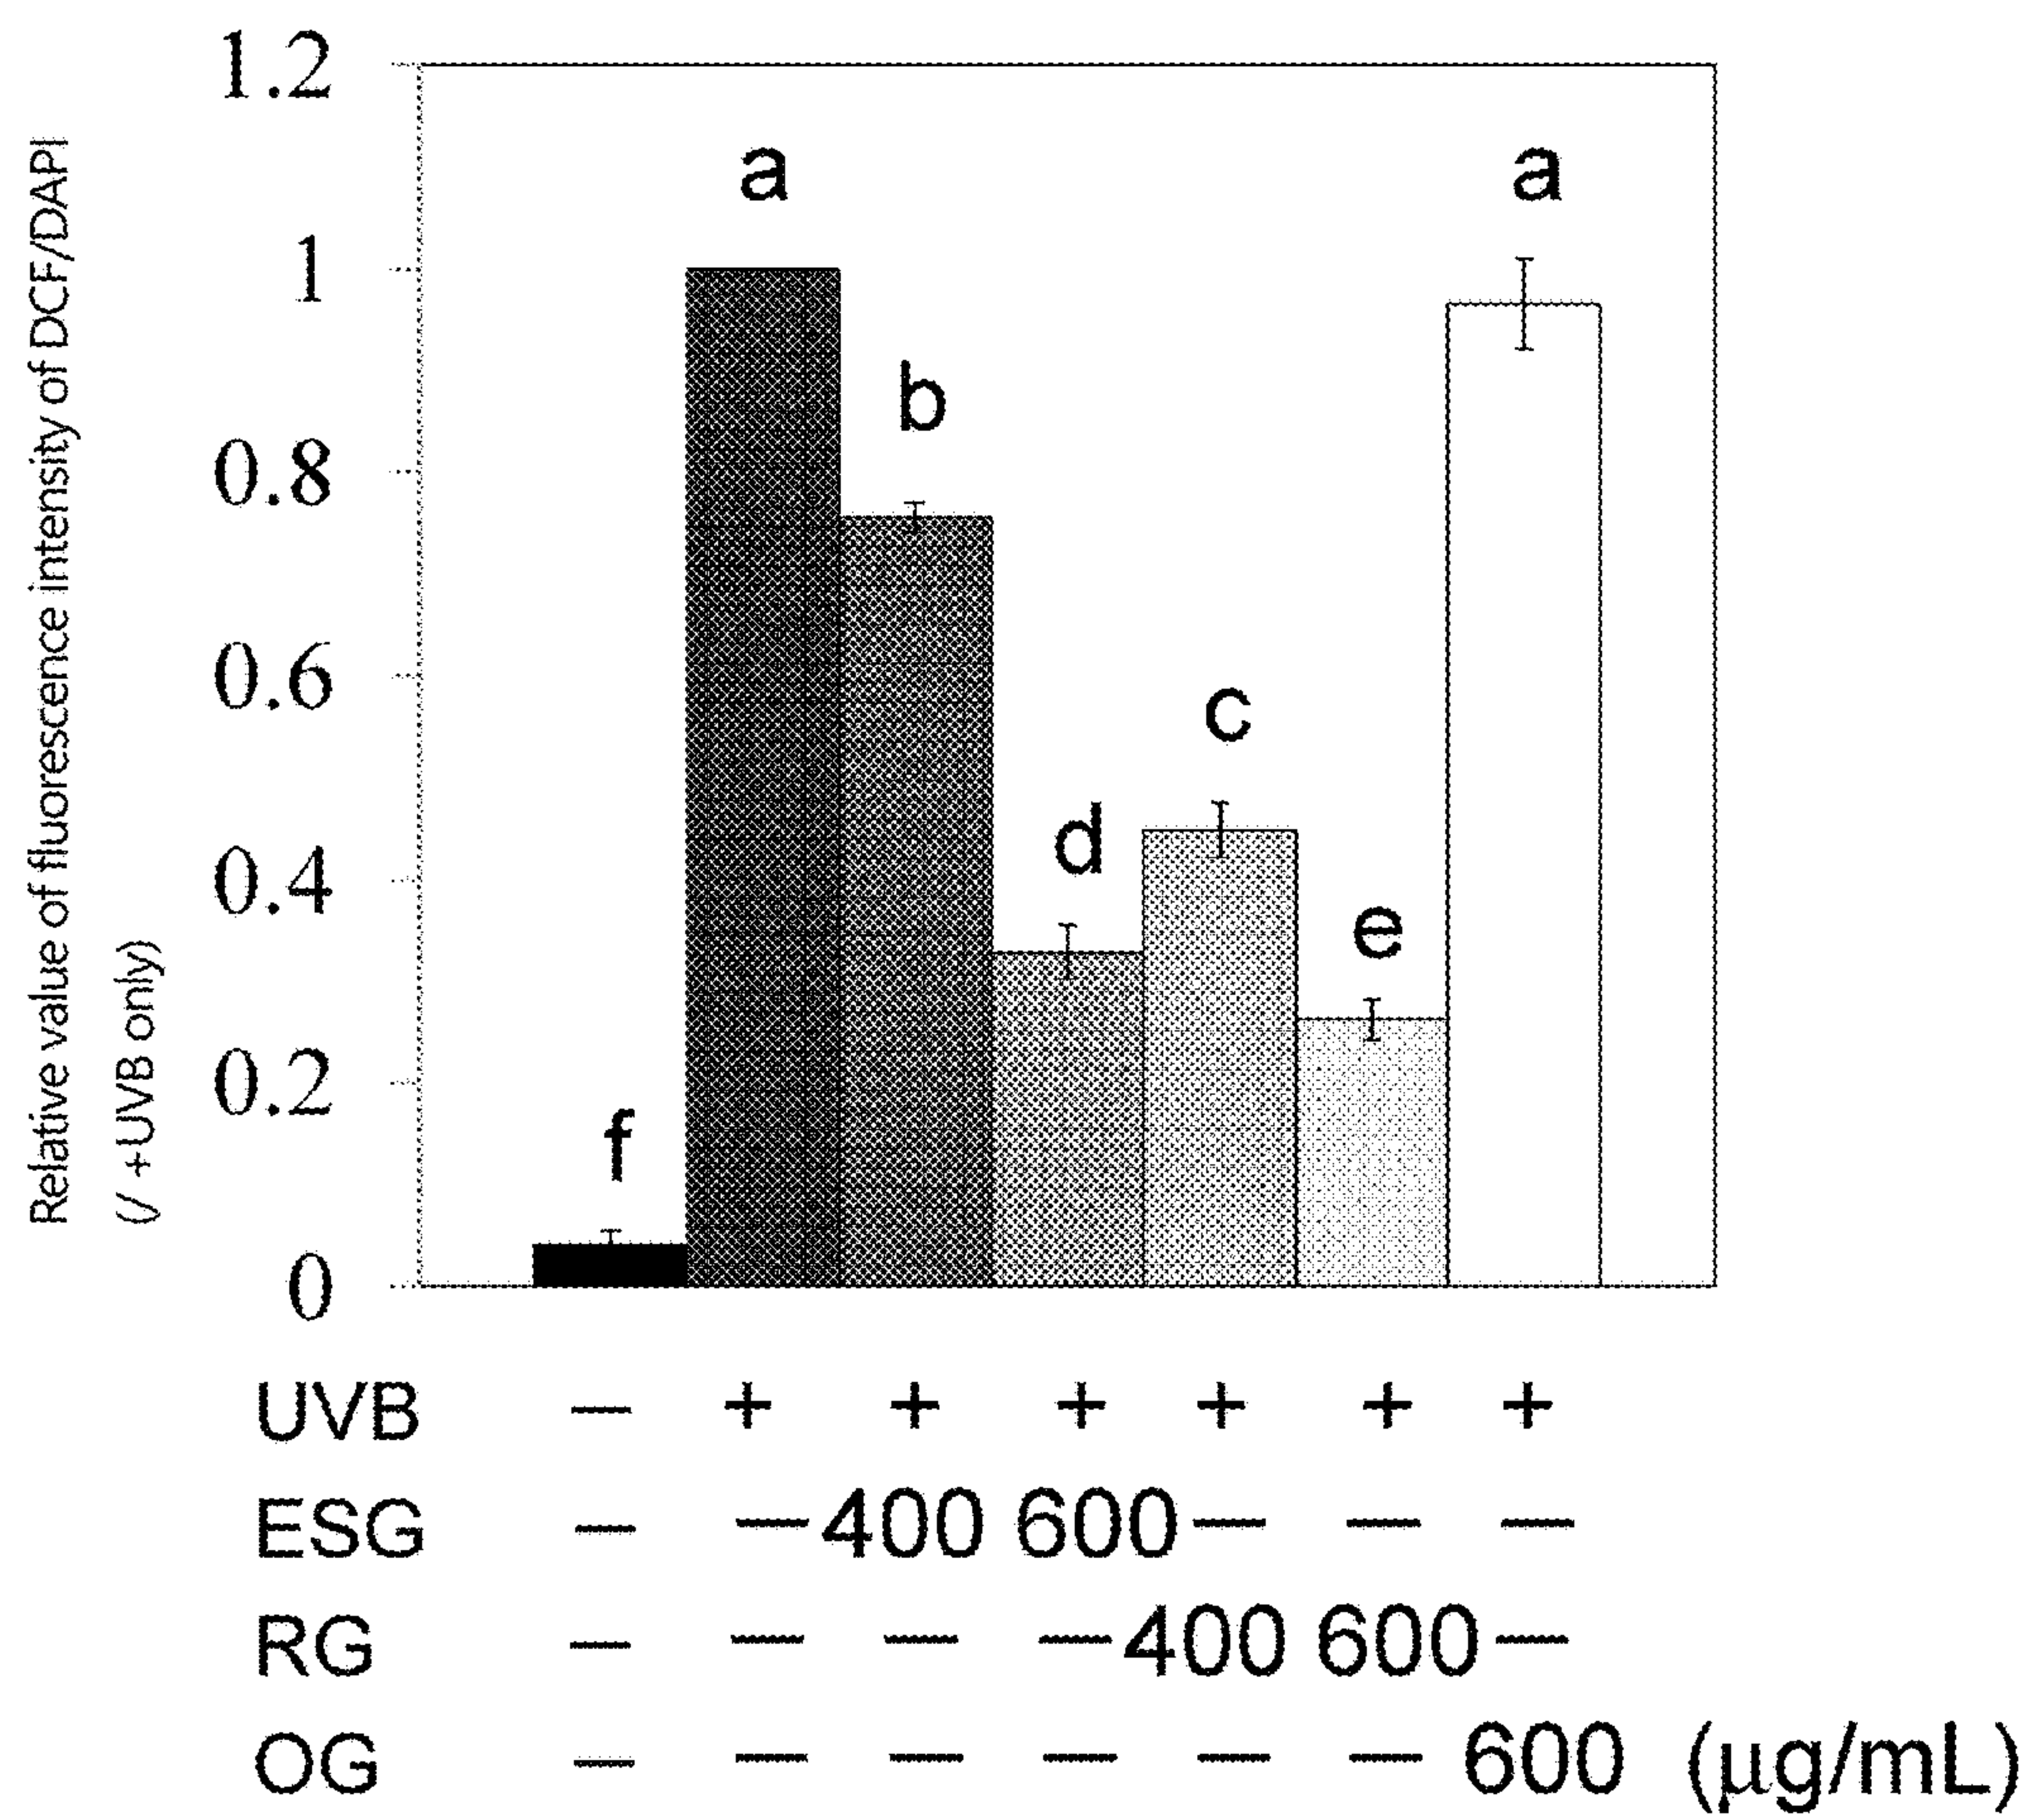 Relative value of fluorescence intensity of DCF/DAPI
(/ +UVB only)
1.2
1
0.8
0.6
0.4
0.2
0
f
a
b
d
c
e
a
UVB — + + + + + +
ESG — — 400 600 — — —
RG — — — — 400 600 —
OG — — — — — — 600 (μg/mL)